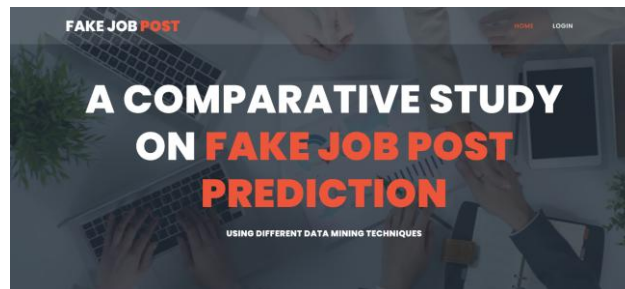 FAKE JOB POST
HOME LOGIN
A COMPARATIVE STUDY
ON FAKE JOB POST
PREDICTION
USING DIFFERENT DATA MINING TECHNIQUES